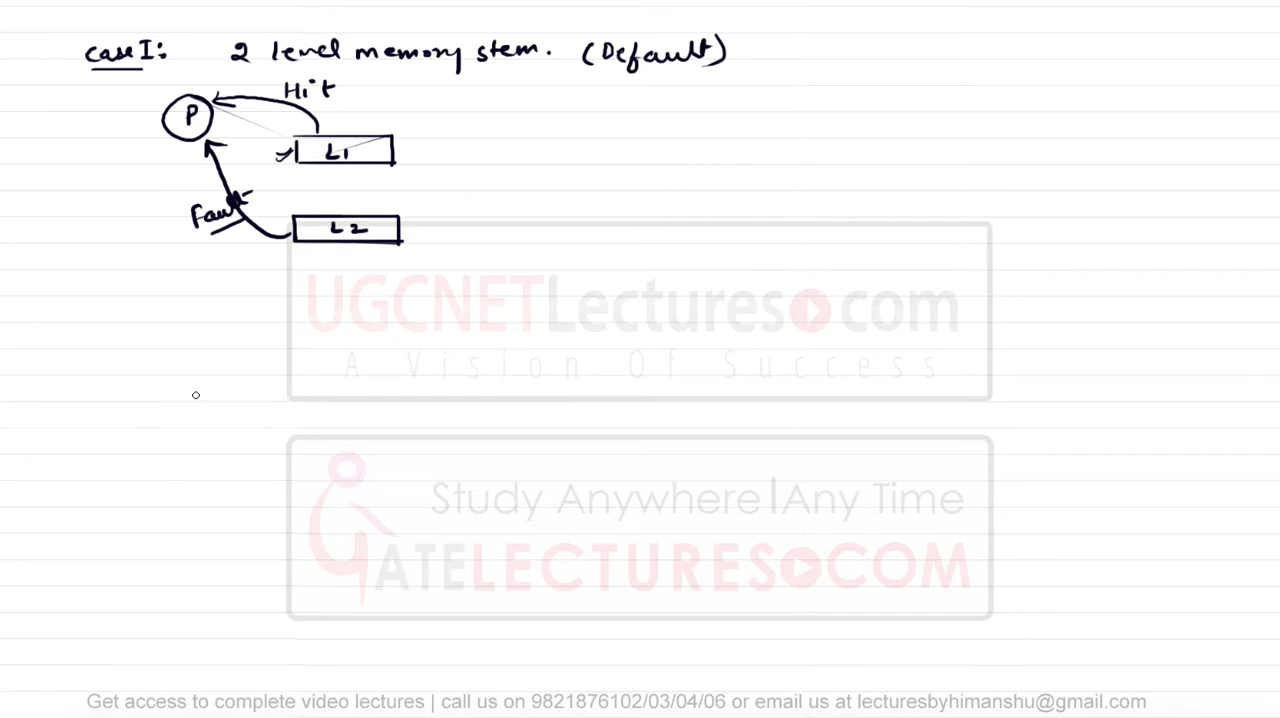 case I: 2 level memory stem. (Default)
Hit
P
L1
Fault
L2
UGCNETLectures.com
A Vision Of Success
Study Anywhere|Any Time
GATELECTURES.COM
Get access to complete video lectures | call us on 9821876102/03/04/06 or email us at lecturesbyhimanshu@gmail.com